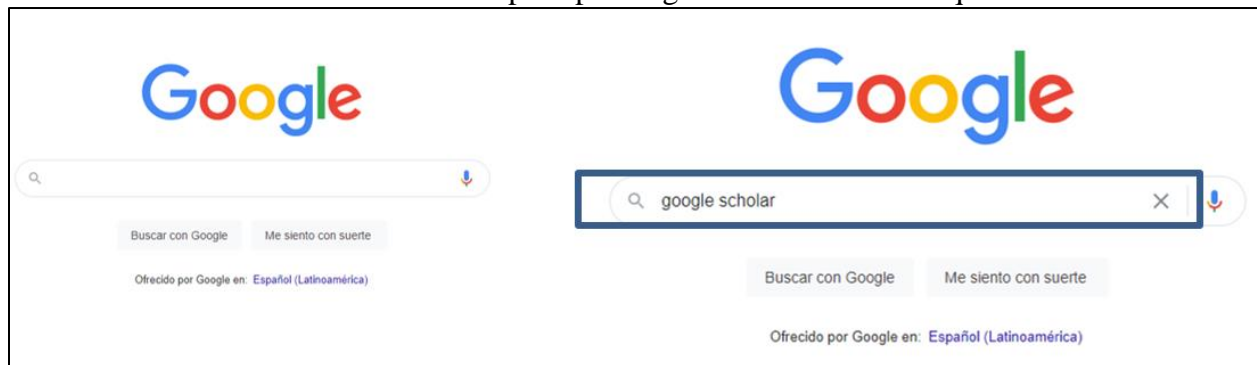 Google
Buscar con Google Me siento con suerte
Ofrecido por Google en: Español (Latinoamérica)
Google
google scholar
Buscar con Google Me siento con suerte
Ofrecido por Google en: Español (Latinoamérica)